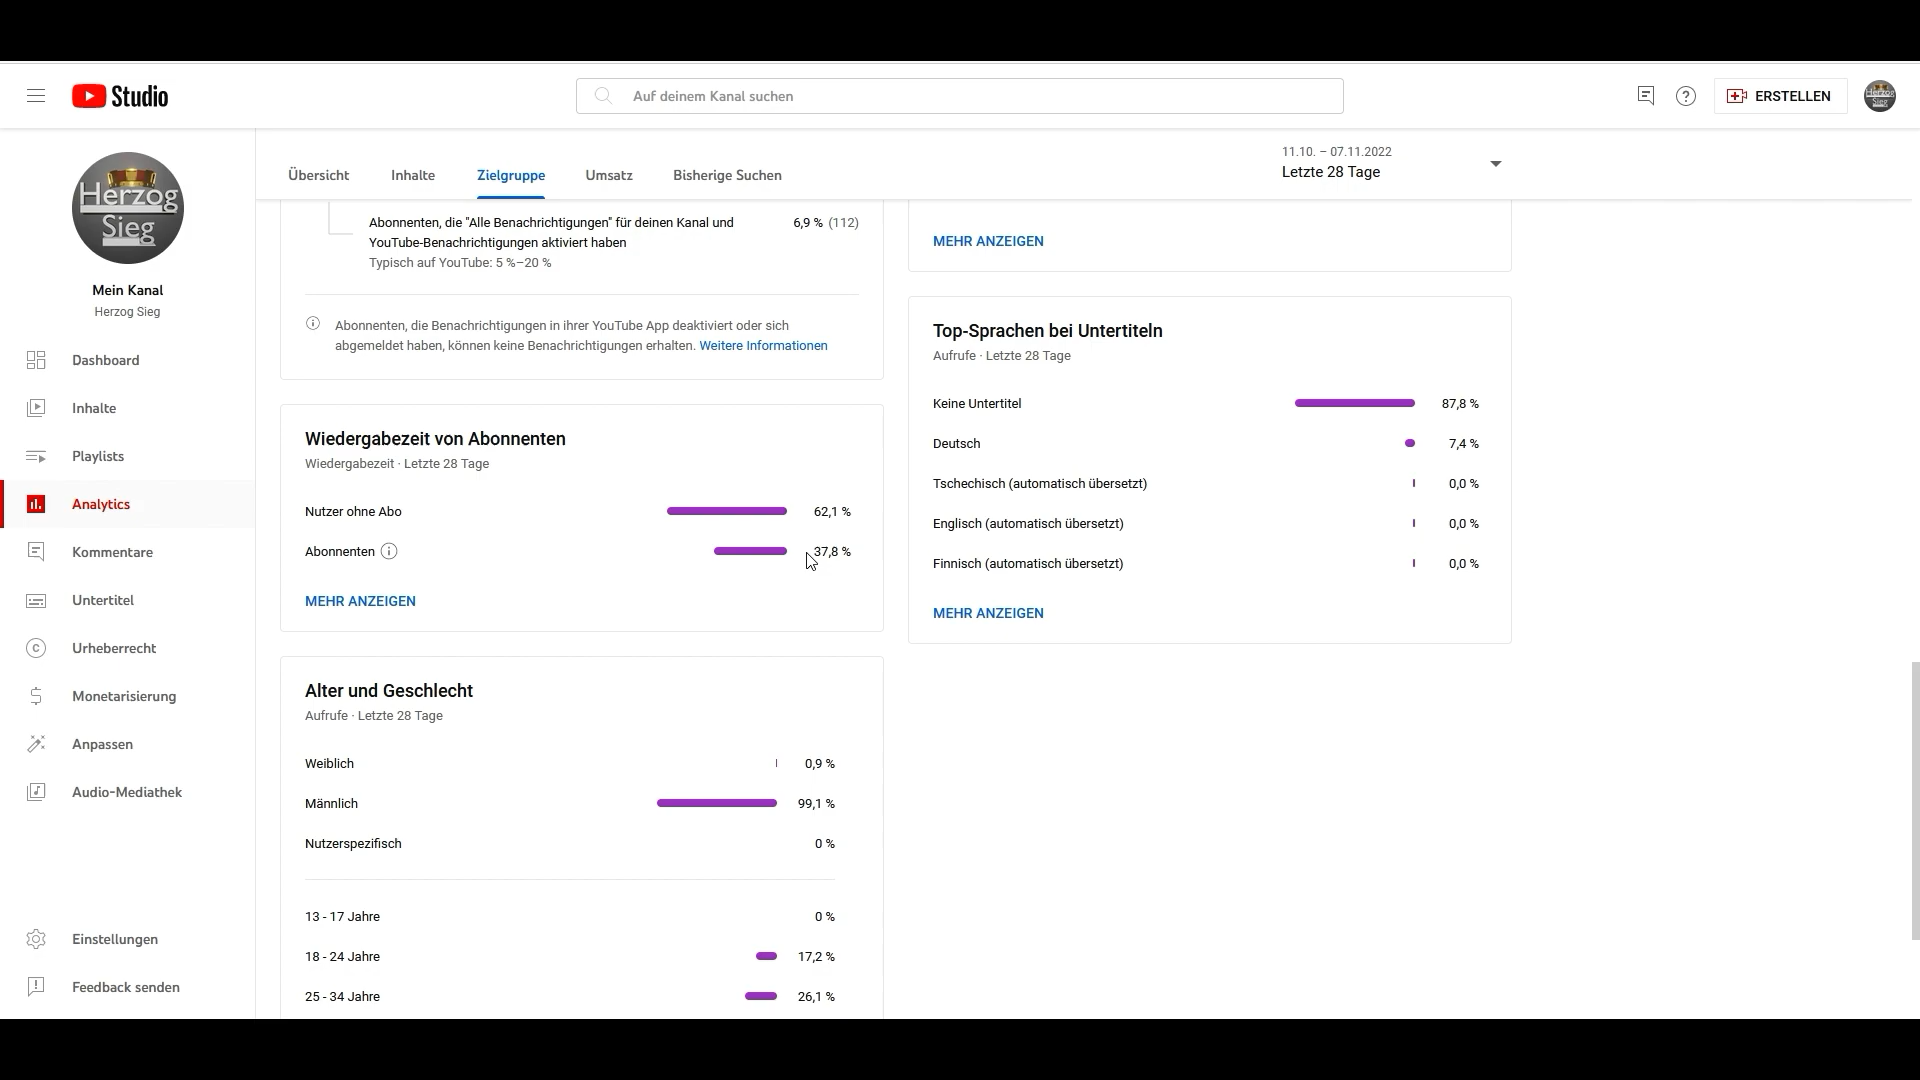 Studio
Auf deinem Kanal suchen
ERSTELLEN
Herzog
Sieg
Herzog
Sieg
Mein Kanal
Herzog Sieg
Dashboard
Inhalte
Playlists
Analytics
Kommentare
Untertitel
Urheberrecht
Monetarisierung
Anpassen
Audio-Mediathek
Einstellungen
Feedback senden
Übersicht Inhalte Zielgruppe Umsatz Bisherige Suchen
11.10. – 07.11.2022
Letzte 28 Tage
Abonnenten, die "Alle Benachrichtigungen" für deinen Kanal und 6,9 % (112)
YouTube-Benachrichtigungen aktiviert haben
Typisch auf YouTube: 5 %–20 %
Abonnenten, die Benachrichtigungen in ihrer YouTube App deaktiviert oder sich
abgemeldet haben, können keine Benachrichtigungen erhalten. Weitere Informationen
Wiedergabezeit von Abonnenten
Wiedergabezeit · Letzte 28 Tage
Nutzer ohne Abo 62,1 %
Abonnenten 37,8 %
MEHR ANZEIGEN
Alter und Geschlecht
Aufrufe · Letzte 28 Tage
Weiblich 0,9 %
Männlich 99,1 %
Nutzerspezifisch 0 %
13 - 17 Jahre 0 %
18 - 24 Jahre 17,2 %
25 - 34 Jahre 26,1 %
MEHR ANZEIGEN
Top-Sprachen bei Untertiteln
Aufrufe · Letzte 28 Tage
Keine Untertitel 87,8 %
Deutsch 7,4 %
Tschechisch (automatisch übersetzt) 0,0 %
Englisch (automatisch übersetzt) 0,0 %
Finnisch (automatisch übersetzt) 0,0 %
MEHR ANZEIGEN